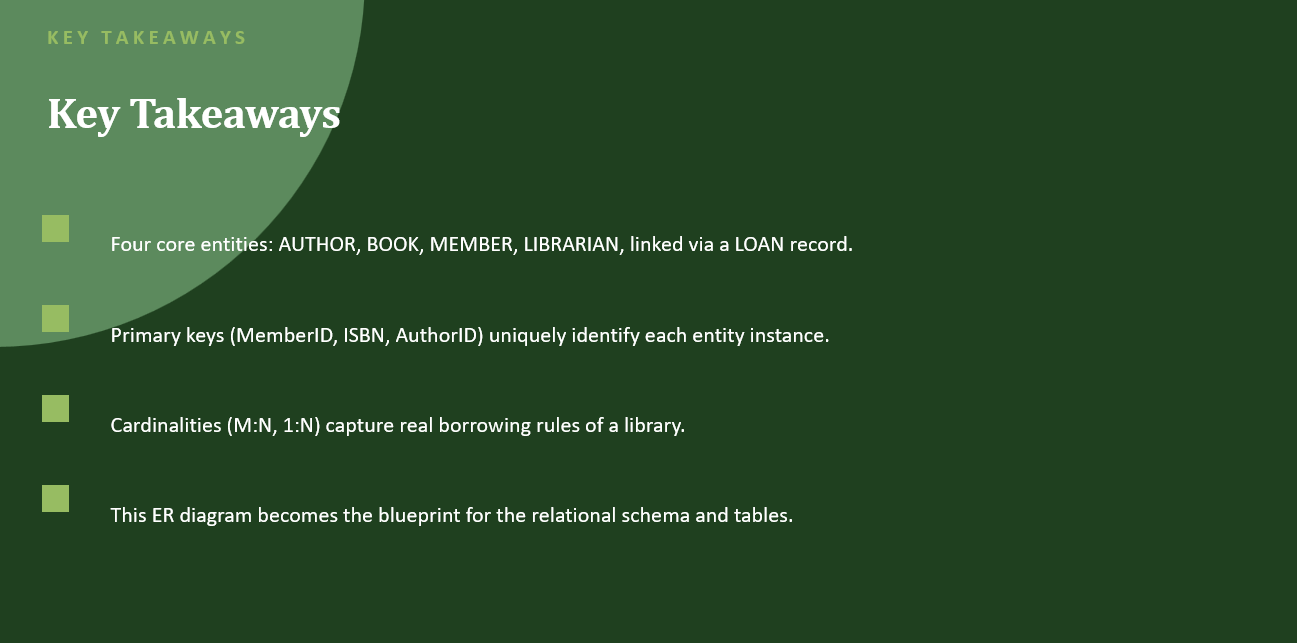 KEY TAKEAWAYS
Key Takeaways
Four core entities: AUTHOR, BOOK, MEMBER, LIBRARIAN, linked via a LOAN record.
Primary keys (MemberID, ISBN, AuthorID) uniquely identify each entity instance.
Cardinalities (M:N, 1:N) capture real borrowing rules of a library.
This ER diagram becomes the blueprint for the relational schema and tables.